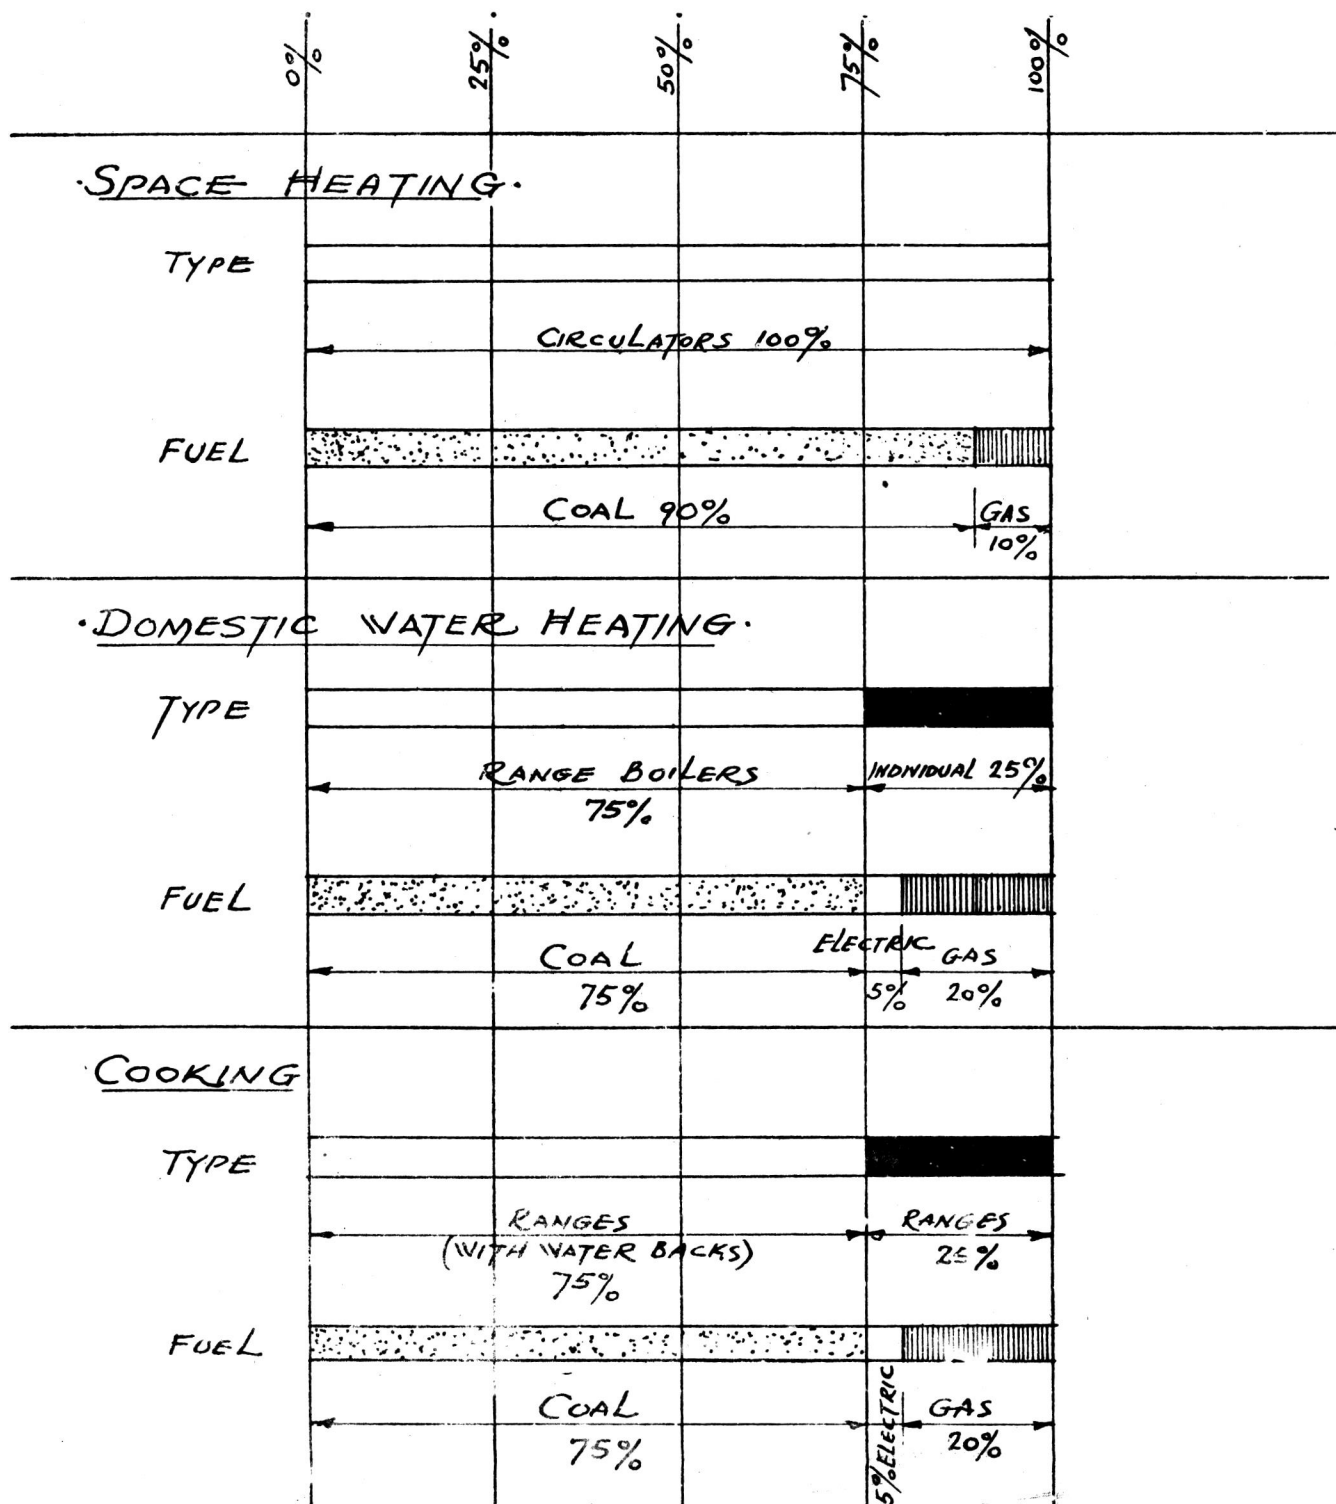 0% 25% 50% 75% 100%
SPACE HEATING.
TYPE
CIRCULATORS 100%
FUEL
COAL 90% GAS
10%
DOMESTIC WATER HEATING.
TYPE
RANGE BOILERS INDIVIDUAL 25%
75%
FUEL
ELECTRIC
COAL GAS
75% 5% 20%
COOKING
TYPE
RANGES RANGES
(WITH WATER BACKS) 25%
75%
FUEL
COAL 5% ELECTRIC GAS
75% 20%